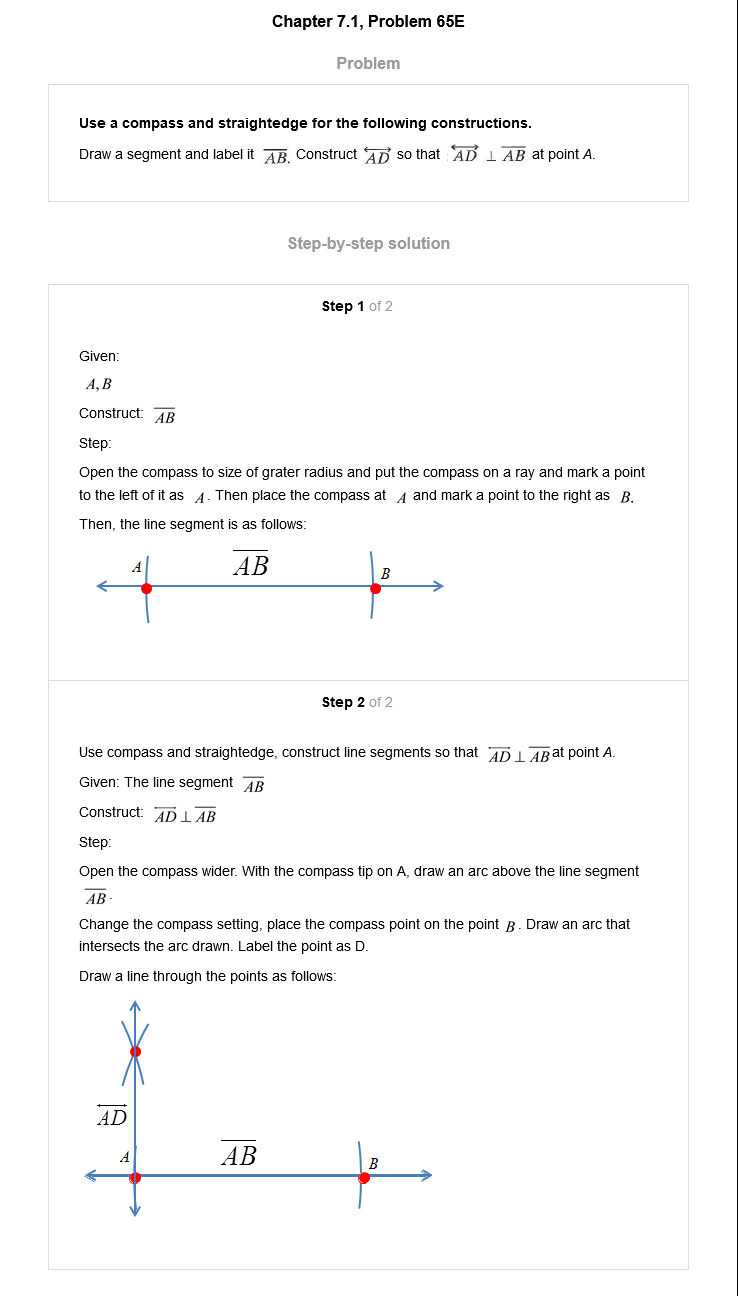 Chapter 7.1, Problem 65E
Problem
Use a compass and straightedge for the following constructions.
Draw a segment and label it \overline{AB}. Construct \overleftrightarrow{AD} so that \overleftrightarrow{AD} ⊥ \overline{AB} at point A.
Step-by-step solution
Step 1 of 2
Given:
A, B
Construct: \overline{AB}
Step:
Open the compass to size of grater radius and put the compass on a ray and mark a point
to the left of it as A. Then place the compass at A and mark a point to the right as B.
Then, the line segment is as follows:
A \overline{AB} B
Step 2 of 2
Use compass and straightedge, construct line segments so that \overleftrightarrow{AD} ⊥ \overline{AB} at point A.
Given: The line segment \overline{AB}
Construct: \overleftrightarrow{AD} ⊥ \overline{AB}
Step:
Open the compass wider. With the compass tip on A, draw an arc above the line segment
\overline{AB}.
Change the compass setting, place the compass point on the point B. Draw an arc that
intersects the arc drawn. Label the point as D.
Draw a line through the points as follows:
\overleftrightarrow{AD}
A \overline{AB} B